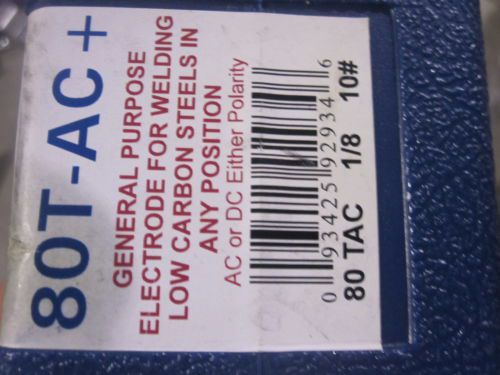 80T-AC+
GENERAL PURPOSE
ELECTRODE FOR WELDING
LOW CARBON STEELS IN
ANY POSITION
AC or DC Either Polarity
0 93425 92934 6
80 TAC 1/8 10#